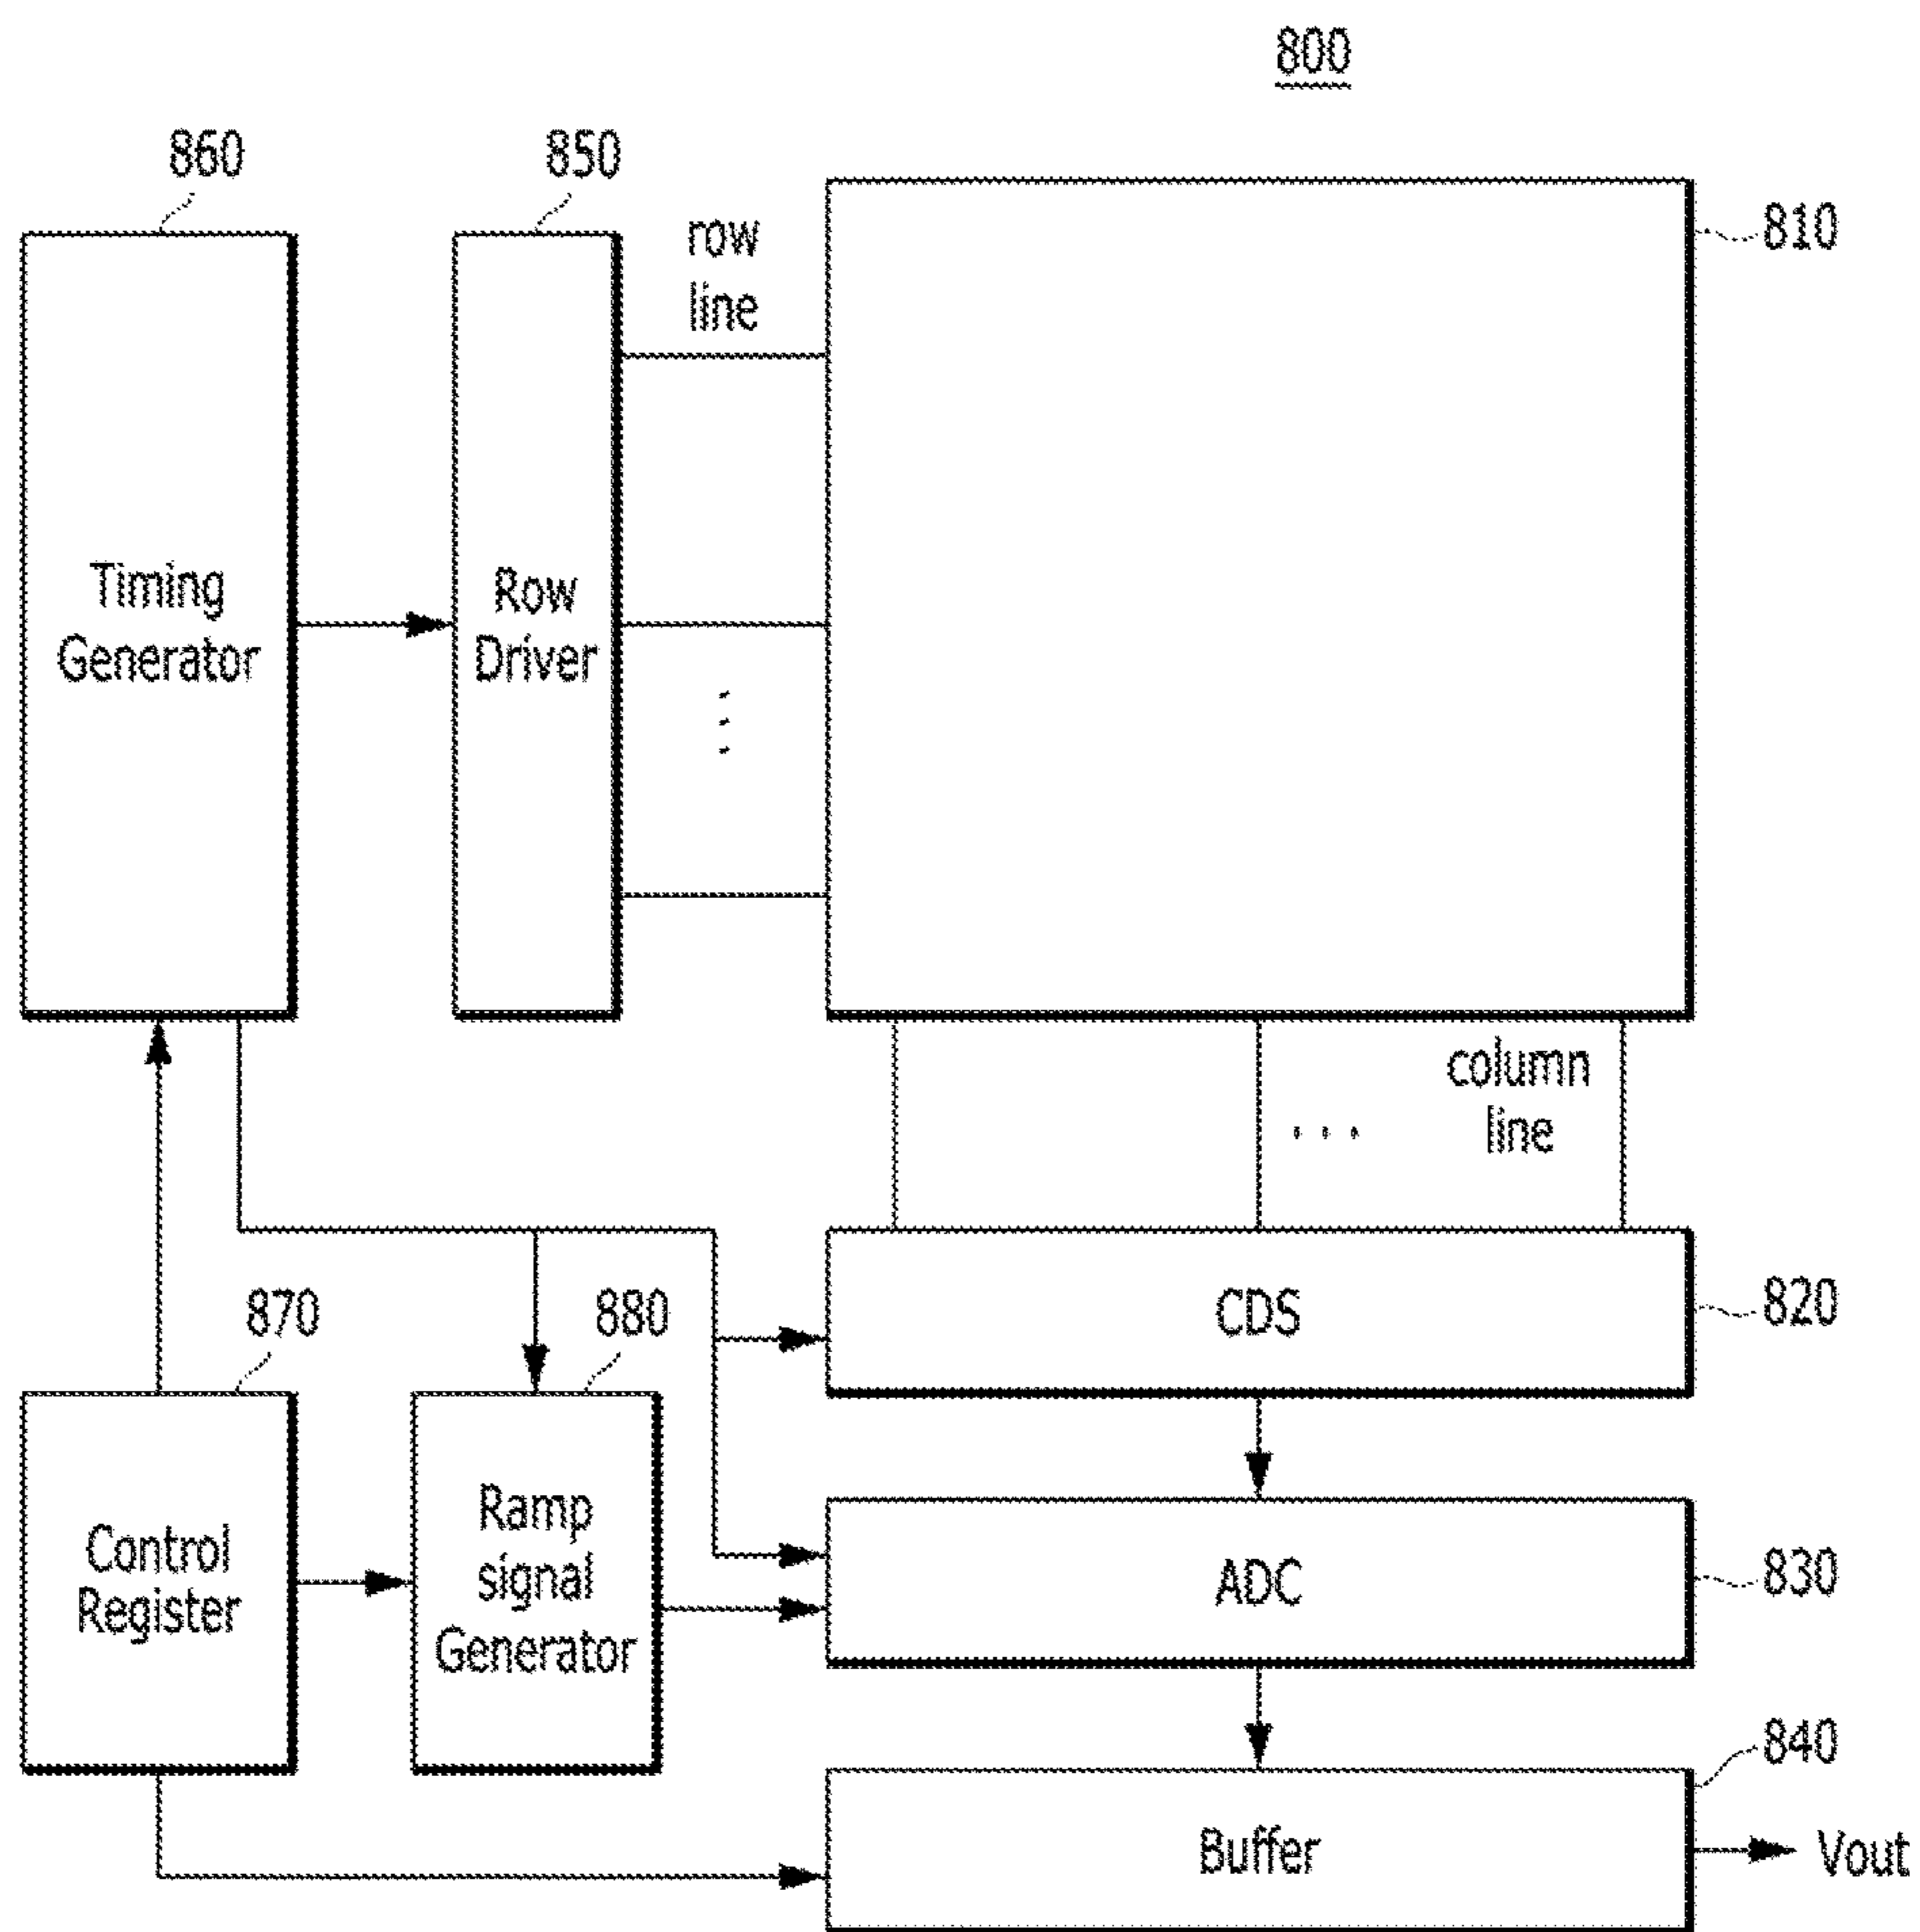 800
860
850
row
line
810
Timing
Generator
Row
Driver
column
line
870
880
CDS
820
Control
Register
Ramp
signal
Generator
ADC
830
840
Buffer
Vout